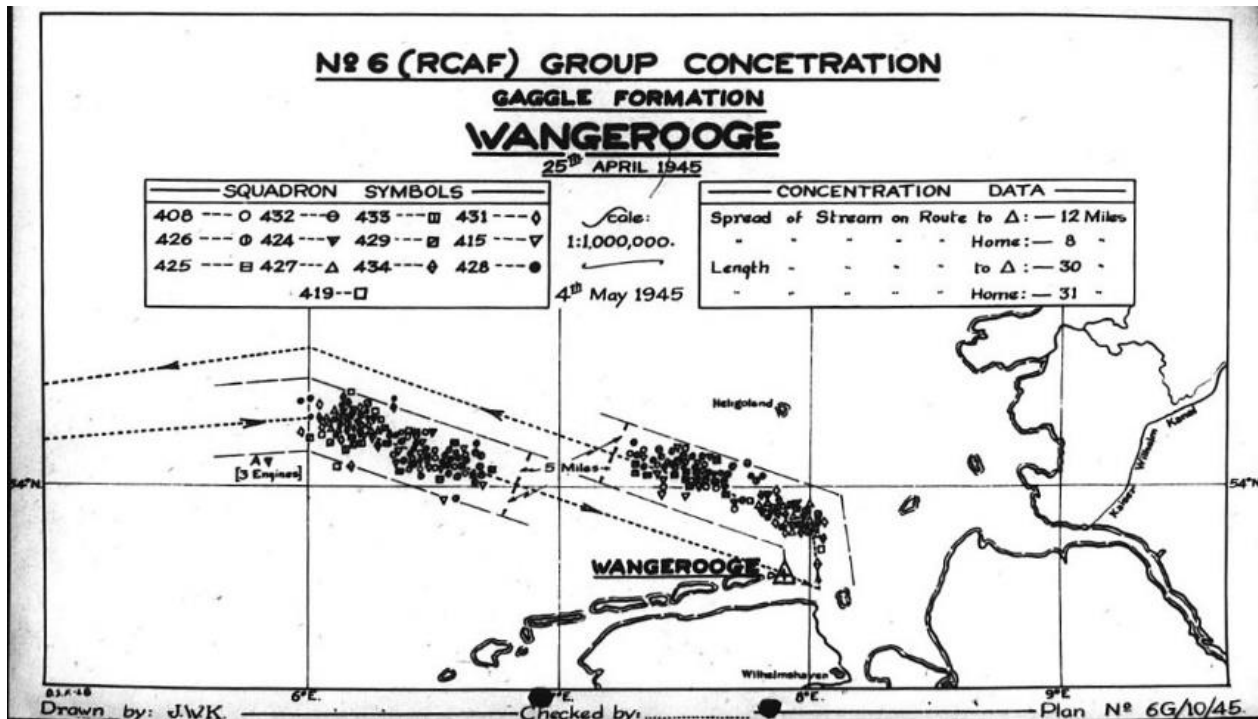 Nº 6 (RCAF) GROUP CONCETRATION
GAGGLE FORMATION
WANGEROOGE
25th APRIL 1945
SQUADRON SYMBOLS
408 432 433 431
426 424 429 415
425 427 434 428
419
Scale:
1:1,000,000.
4th May 1945
CONCENTRATION DATA
Spread of Stream on Route to Δ: — 12 Miles
" " " " " Home: — 8 "
Length " " " " to Δ: — 30 "
" " " " " Home: — 31 "
Heligoland
Kaiser Wilhelm Kanal
A
[3 Engines]
5 Miles
54°N
54°N
WANGEROOGE
Wilhelmshaven
6°E.
7°E.
8°E.
9°E
Drawn by: J.W.K.
Checked by:
Plan Nº 6G/10/45.